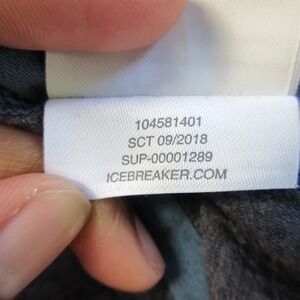 104581401
SCT 09/2018
SUP-00001289
ICEBREAKER.COM